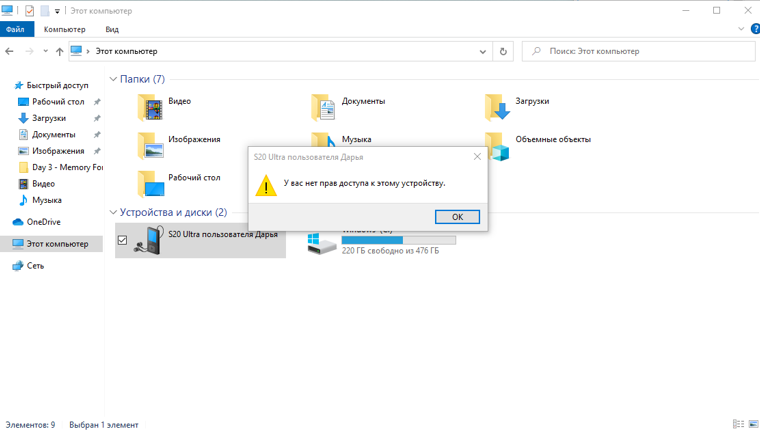 Этот компьютер
Файл
Компьютер
Вид
Этот компьютер
Поиск: Этот компьютер
Быстрый доступ
Рабочий стол
Загрузки
Документы
Изображения
Day 3 - Memory For
Видео
Музыка
OneDrive
Этот компьютер
Сеть
Папки (7)
Видео
Документы
Загрузки
Изображения
Музыка
Объемные объекты
Рабочий стол
S20 Ultra пользователя Дарья
У вас нет прав доступа к этому устройству.
ОК
Устройства и диски (2)
S20 Ultra пользователя Дарья
220 ГБ свободно из 476 ГБ
Элементов: 9
Выбран 1 элемент